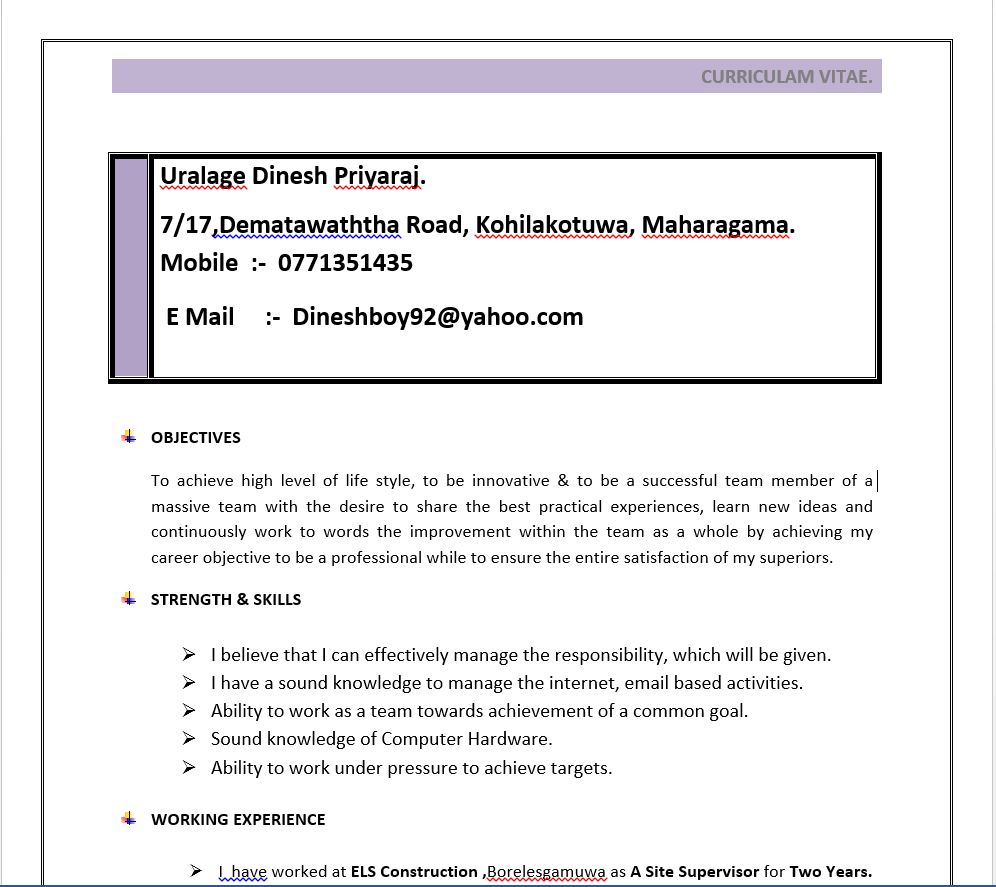 CURRICULAM VITAE.
Uralage Dinesh Priyaraj.
7/17,Dematawaththa Road, Kohilakotuwa, Maharagama.
Mobile :- 0771351435
E Mail :- Dineshboy92@yahoo.com
OBJECTIVES
To achieve high level of life style, to be innovative & to be a successful team member of a
massive team with the desire to share the best practical experiences, learn new ideas and
continuously work to words the improvement within the team as a whole by achieving my
career objective to be a professional while to ensure the entire satisfaction of my superiors.
STRENGTH & SKILLS
I believe that I can effectively manage the responsibility, which will be given.
I have a sound knowledge to manage the internet, email based activities.
Ability to work as a team towards achievement of a common goal.
Sound knowledge of Computer Hardware.
Ability to work under pressure to achieve targets.
WORKING EXPERIENCE
I have worked at ELS Construction ,Borelesgamuwa as A Site Supervisor for Two Years.